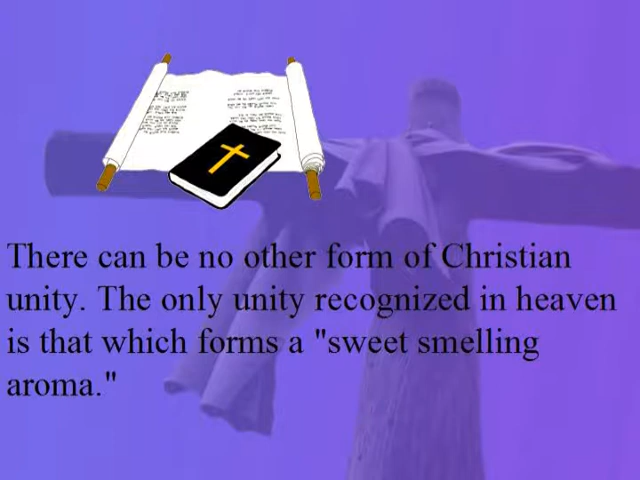 There can be no other form of Christian
unity. The only unity recognized in heaven
is that which forms a "sweet smelling
aroma."